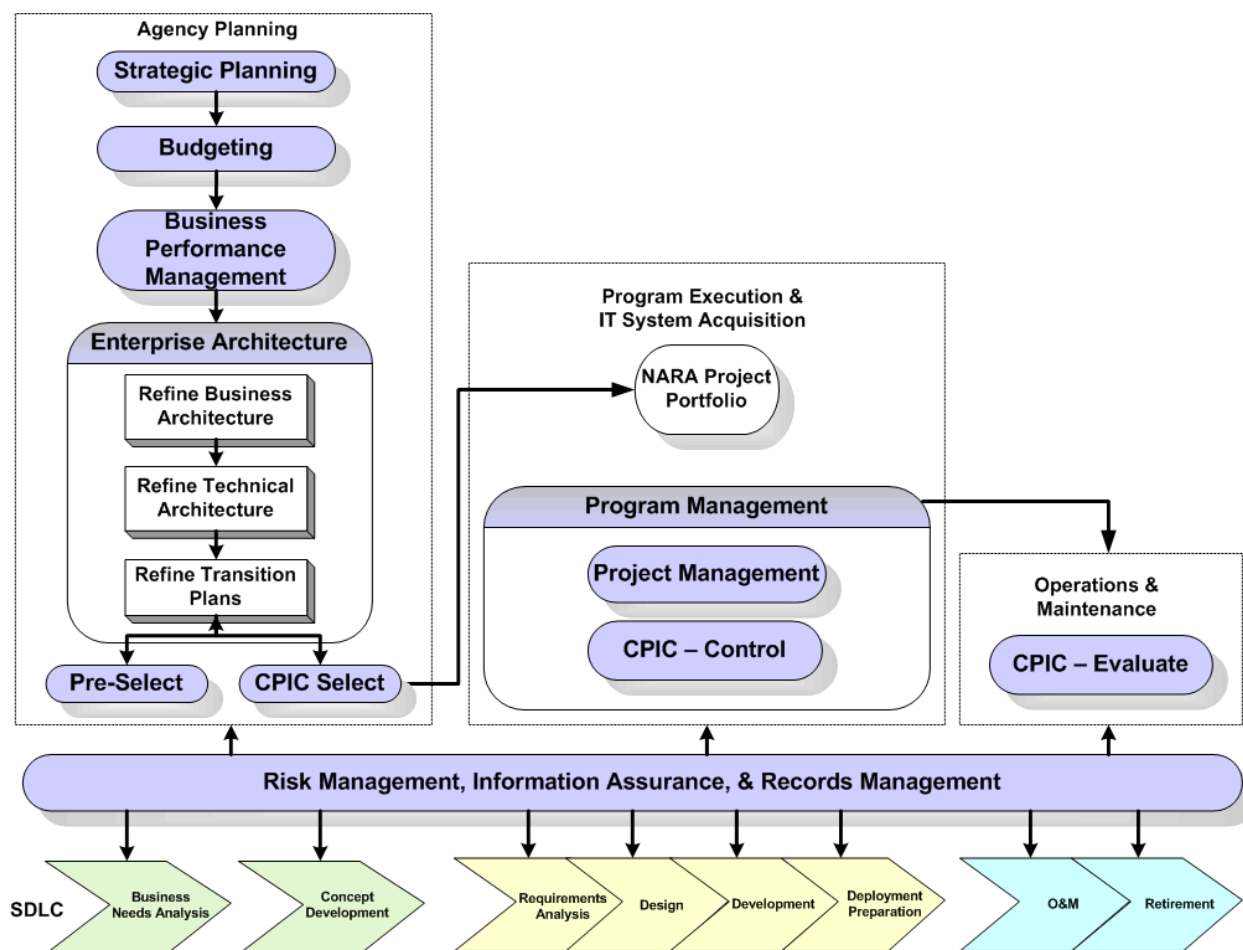 Agency Planning
Strategic Planning
Budgeting
Business
Performance
Management
Enterprise Architecture
Refine Business
Architecture
Refine Technical
Architecture
Refine Transition
Plans
Pre-Select
CPIC Select
Program Execution &
IT System Acquisition
NARA Project
Portfolio
Program Management
Project Management
CPIC – Control
Operations &
Maintenance
CPIC – Evaluate
Risk Management, Information Assurance, & Records Management
SDLC
Business
Needs Analysis
Concept
Development
Requirements
Analysis
Design
Development
Deployment
Preparation
O&M
Retirement